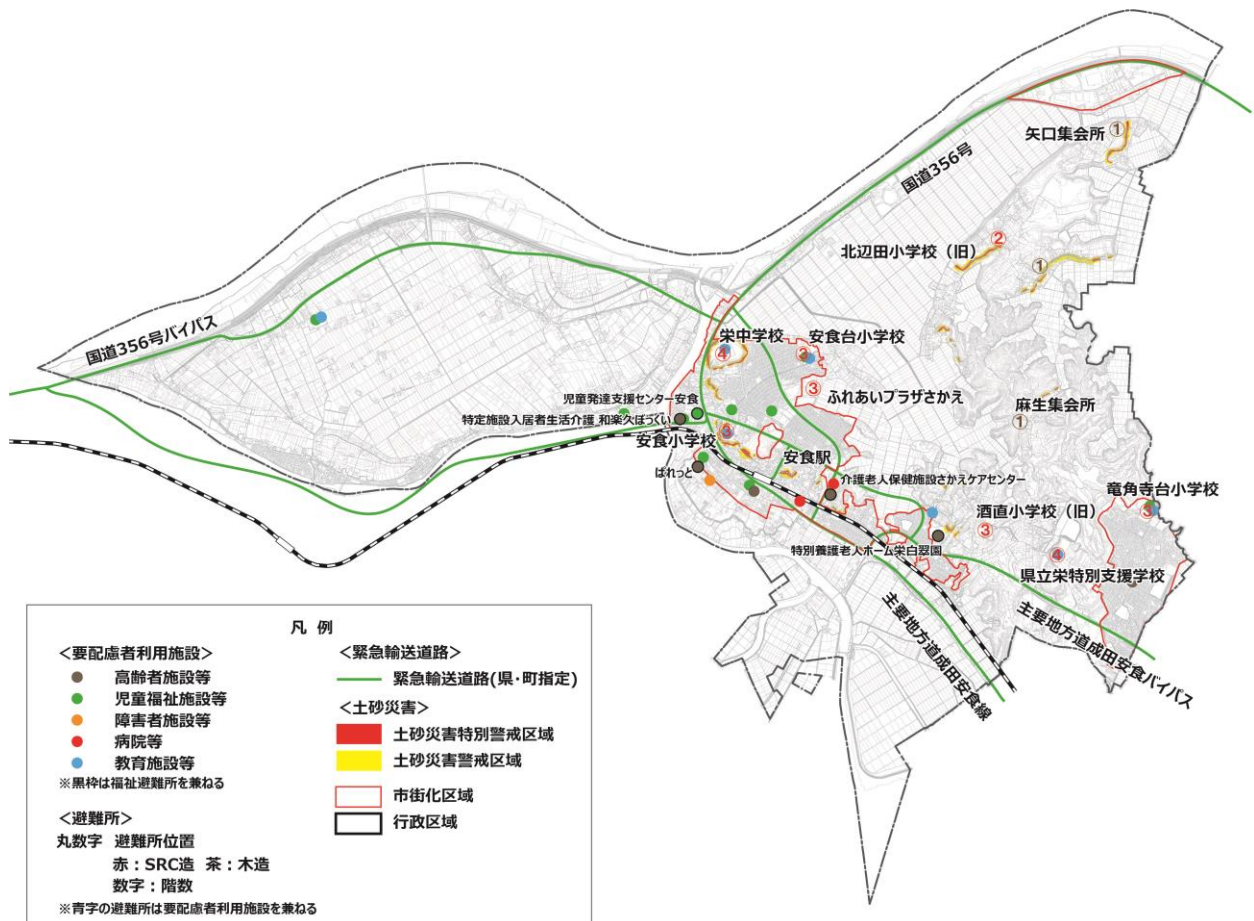 国道356号
矢口集会所
①
②
北辺田小学校（旧）
①
国道356号バイパス
栄中学校
④
安食台小学校
③
ふれあいプラザさかえ
児童発達支援センター安食
特定施設入居者生活介護 和楽久ぼっくい
麻生集会所
①
安食小学校
ぱれっと
安食駅
介護老人保健施設さかえケアセンター
竜角寺台小学校
③
酒直小学校（旧）
③
特別養護老人ホーム栄白翠園
④
県立栄特別支援学校
主要地方道成田安食バイパス
主要地方道成田安食線
凡 例
＜要配慮者利用施設＞
高齢者施設等
児童福祉施設等
障害者施設等
病院等
教育施設等
※黒枠は福祉避難所を兼ねる
＜避難所＞
丸数字 避難所位置
赤：SRC造 茶：木造
数字：階数
※青字の避難所は要配慮者利用施設を兼ねる
＜緊急輸送道路＞
緊急輸送道路(県・町指定)
＜土砂災害＞
土砂災害特別警戒区域
土砂災害警戒区域
市街化区域
行政区域